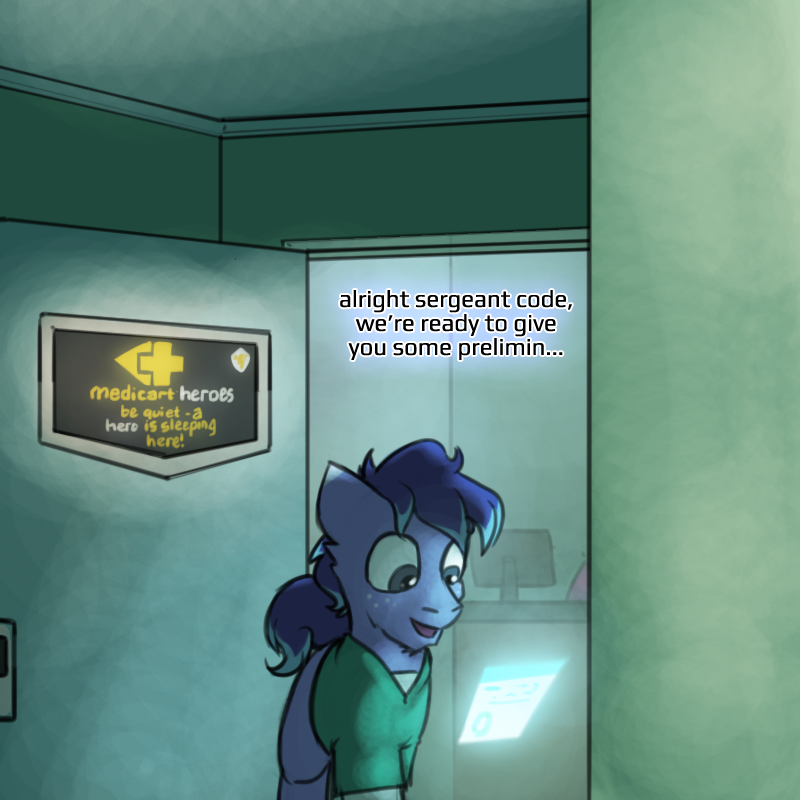 alright sergeant code,
we're ready to give
you some prelimin...
medicart heroes
be quiet - a
hero is sleeping
here!